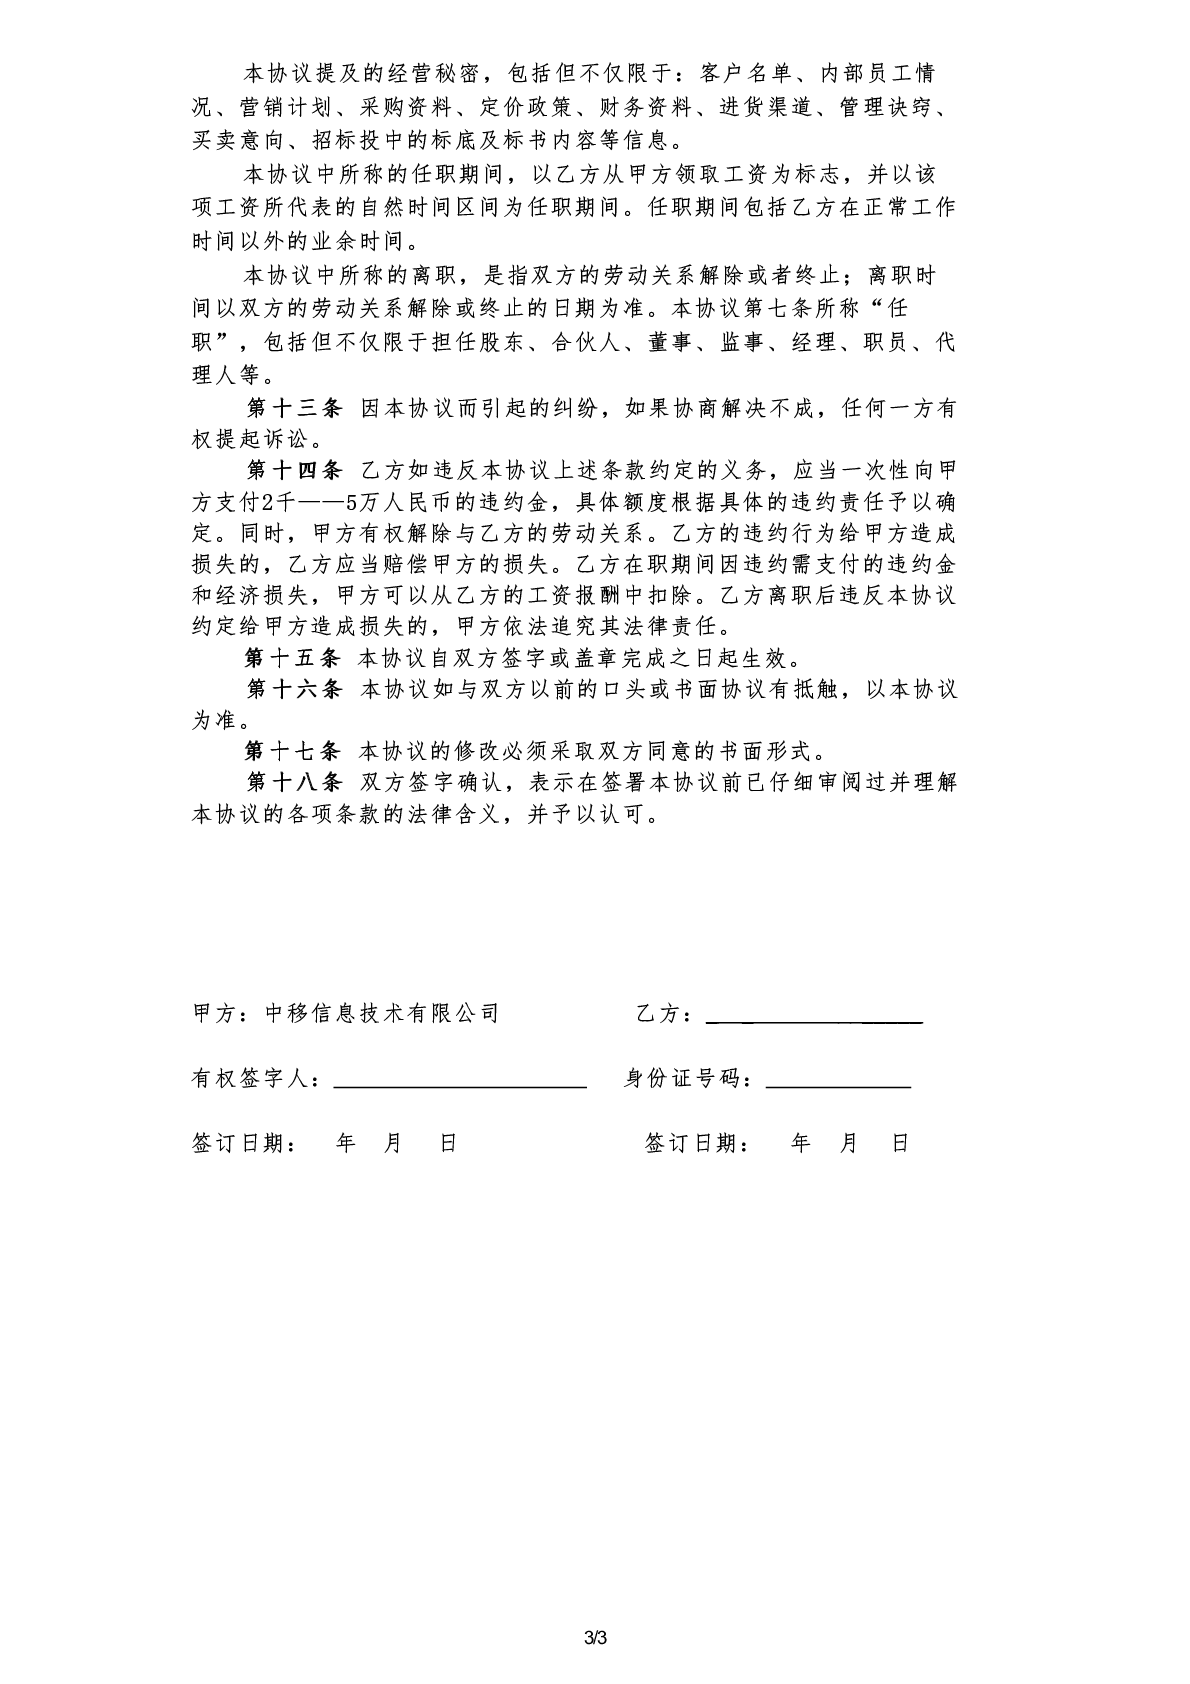 本协议提及的经营秘密，包括但不仅限于：客户名单、内部员工情
况、营销计划、采购资料、定价政策、财务资料、进货渠道、管理诀窍、
买卖意向、招标投中的标底及标书内容等信息。
本协议中所称的任职期间，以乙方从甲方领取工资为标志，并以该
项工资所代表的自然时间区间为任职期间。任职期间包括乙方在正常工作
时间以外的业余时间。
本协议中所称的离职，是指双方的劳动关系解除或者终止；离职时
间以双方的劳动关系解除或终止的日期为准。本协议第七条所称“任
职”，包括但不仅限于担任股东、合伙人、董事、监事、经理、职员、代
理人等。
第十三条 因本协议而引起的纠纷，如果协商解决不成，任何一方有
权提起诉讼。
第十四条 乙方如违反本协议上述条款约定的义务，应当一次性向甲
方支付2千——5万人民币的违约金，具体额度根据具体的违约责任予以确
定。同时，甲方有权解除与乙方的劳动关系。乙方的违约行为给甲方造成
损失的，乙方应当赔偿甲方的损失。乙方在职期间因违约需支付的违约金
和经济损失，甲方可以从乙方的工资报酬中扣除。乙方离职后违反本协议
约定给甲方造成损失的，甲方依法追究其法律责任。
第十五条 本协议自双方签字或盖章完成之日起生效。
第十六条 本协议如与双方以前的口头或书面协议有抵触，以本协议
为准。
第十七条 本协议的修改必须采取双方同意的书面形式。
第十八条 双方签字确认，表示在签署本协议前已仔细审阅过并理解
本协议的各项条款的法律含义，并予以认可。
甲方：中移信息技术有限公司 乙方：_ _ _____________
有权签字人：_____________________ 身份证号码：____________
签订日期： 年 月 日 签订日期： 年 月 日
3/3